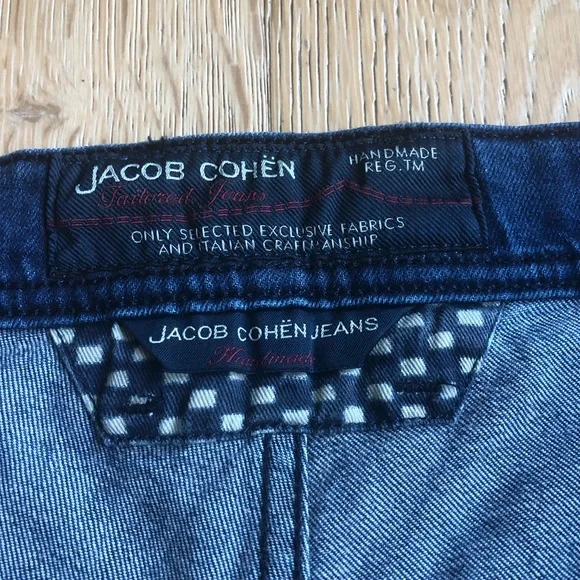 JACOB COHËN
HANDMADE
REG.TM
Tailored Jeans
ONLY SELECTED EXCLUSIVE FABRICS
AND ITALIAN CRAFTMANSHIP
JACOB COHËN JEANS
Handmade